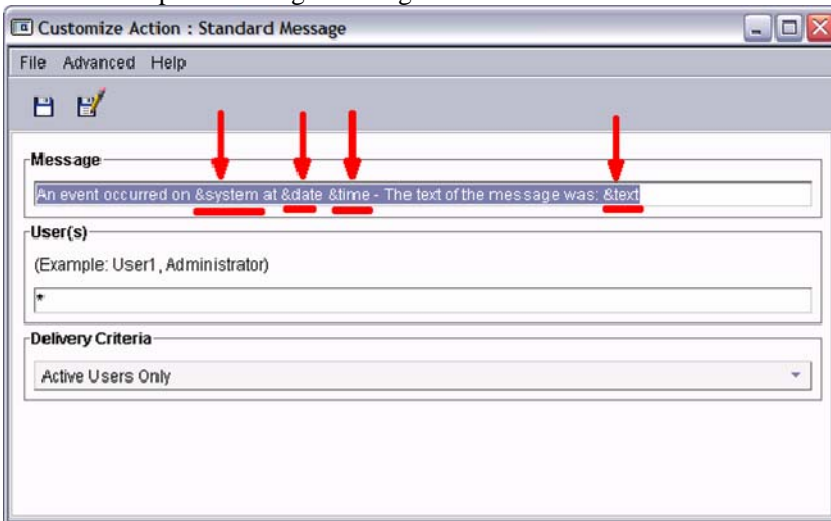 Customize Action : Standard Message
File Advanced Help
Message
An event occurred on &system at &date &time - The text of the message was: &text
User(s)
(Example: User1, Administrator)
*
Delivery Criteria
Active Users Only